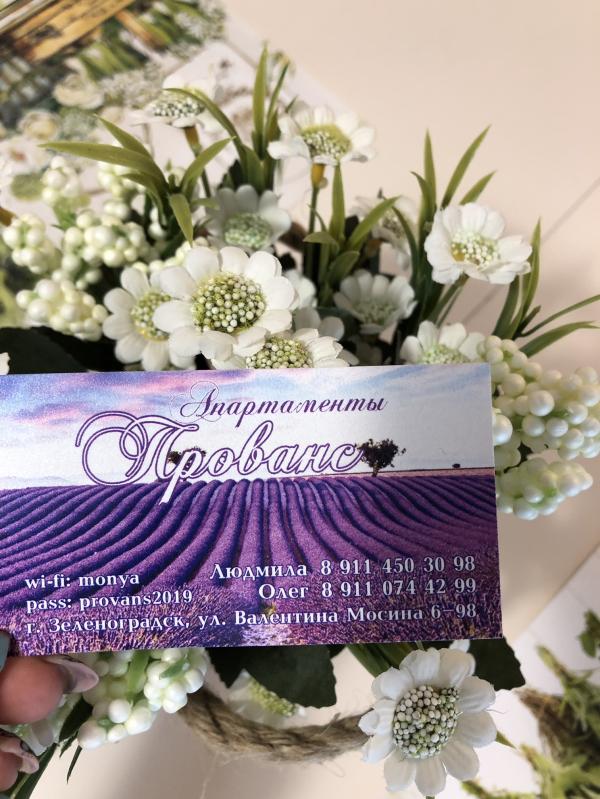 Апартаменты
Прованс
wi-fi: monya
pass: provans2019
Людмила 8 911 450 30 98
Олег 8 911 074 42 99
г. Зеленоградск, ул. Валентина Мосина 6-98